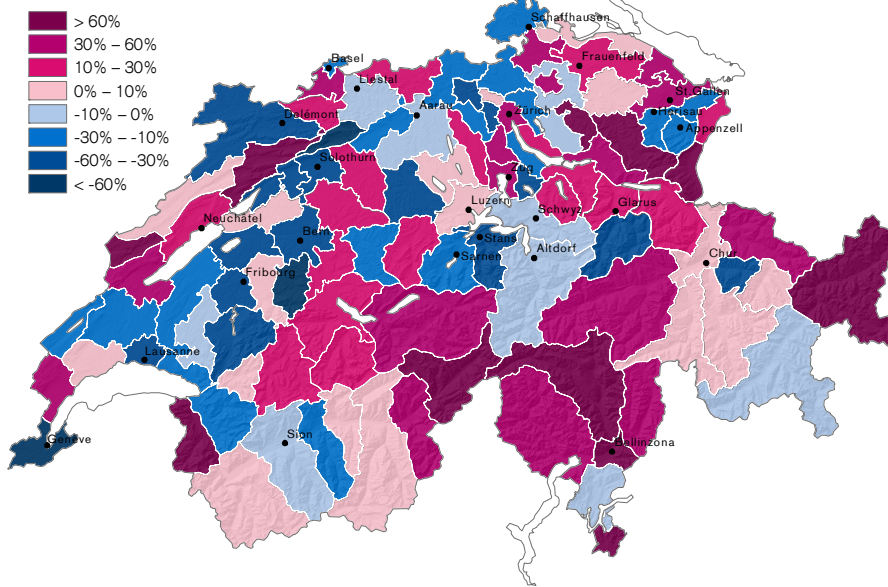 > 60%
30% – 60%
10% – 30%
0% – 10%
-10% – 0%
-30% – -10%
-60% – -30%
< -60%
Schaffhausen
Basel
Frauenfeld
Liestal
St.Gallen
Aarau
Zürich
Herisau
Delémont
Appenzell
Solothurn
Zug
Luzern
Glarus
Neuchâtel
Schwyz
Bern
Stans
Altdorf
Sarnen
Chur
Fribourg
Lausanne
Sion
Genève
Bellinzona